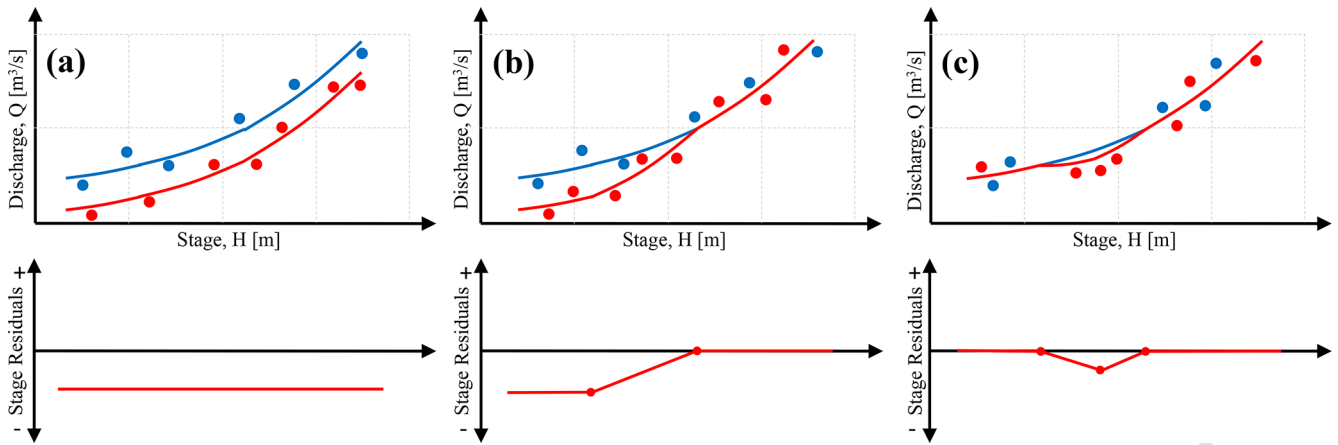 (a)
Discharge, Q [m³/s]
Stage, H [m]
(b)
Discharge, Q [m³/s]
Stage, H [m]
(c)
Discharge, Q [m³/s]
Stage, H [m]
- Stage Residuals +
- Stage Residuals +
- Stage Residuals +